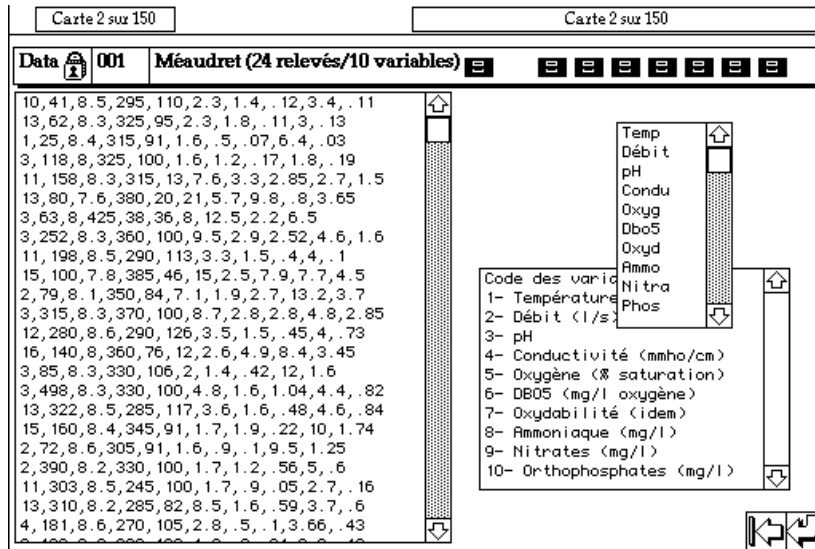 Carte 2 sur 150
Carte 2 sur 150
Data 001 Méaudret (24 relevés/10 variables)
10,41,8.5,295,110,2.3,1.4,.12,3.4,.11
13,62,8.3,325,95,2.3,1.8,.11,3,.13
1,25,8.4,315,91,1.6,.5,.07,6.4,.03
3,118,8,325,100,1.6,1.2,.17,1.8,.19
11,158,8.3,315,13,7.6,3.3,2.85,2.7,1.5
13,80,7.6,380,20,21,5.7,9.8,.8,3.65
3,63,8,425,38,36,8,12.5,2.2,6.5
3,252,8.3,360,100,9.5,2.9,2.52,4.6,1.6
11,198,8.5,290,113,3.3,1.5,.4,4,.1
15,100,7.8,385,46,15,2.5,7.9,7.7,4.5
2,79,8.1,350,84,7.1,1.9,2.7,13.2,3.7
3,315,8.3,370,100,8.7,2.8,2.8,4.8,2.85
12,280,8.6,290,126,3.5,1.5,.45,4,.73
16,140,8,360,76,12,2.6,4.9,8.4,3.45
3,85,8.3,330,106,2,1.4,.42,12,1.6
3,498,8.3,330,100,4.8,1.6,1.04,4.4,.82
13,322,8.5,285,117,3.6,1.6,.48,4.6,.84
15,160,8.4,345,91,1.7,1.9,.22,10,1.74
2,72,8.6,305,91,1.6,.9,.1,9.5,1.25
2,390,8.2,330,100,1.7,1.2,.56,5,.6
11,303,8.5,245,100,1.7,.9,.05,2.7,.16
13,310,8.2,285,82,8.5,1.6,.59,3.7,.6
4,181,8.6,270,105,2.8,.5,.1,3.66,.43
Temp
Débit
pH
Condu
Oxyg
Dbo5
Oxyd
Ammo
Nitra
Phos
Code des varia
1- Température
2- Débit (l/s)
3- pH
4- Conductivité (mmho/cm)
5- Oxygène (% saturation)
6- DBO5 (mg/l oxygène)
7- Oxydabilité (idem)
8- Ammoniaque (mg/l)
9- Nitrates (mg/l)
10- Orthophosphates (mg/l)